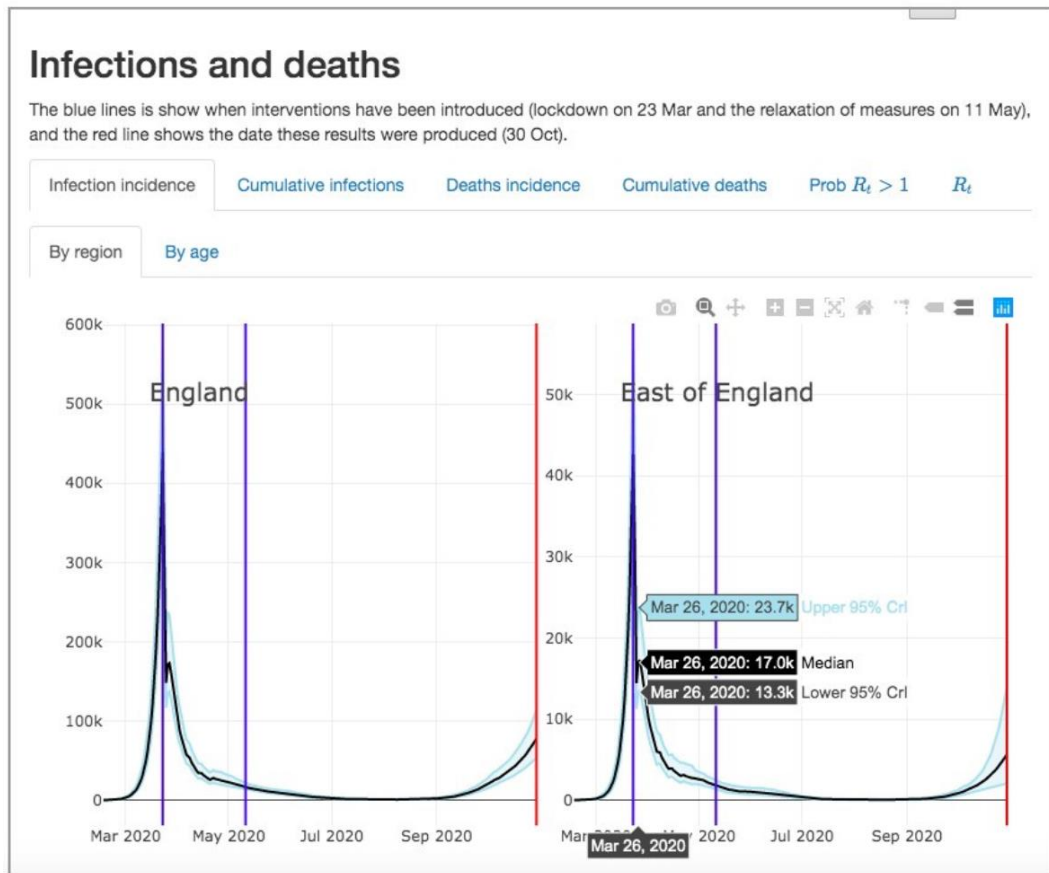 Infections and deaths
The blue lines is show when interventions have been introduced (lockdown on 23 Mar and the relaxation of measures on 11 May),
and the red line shows the date these results were produced (30 Oct).
Infection incidence Cumulative infections Deaths incidence Cumulative deaths Prob Rₜ > 1 Rₜ
By region By age
600k
500k
400k
300k
200k
100k
0
England
Mar 2020 May 2020 Jul 2020 Sep 2020
50k
40k
30k
20k
10k
0
East of England
Mar 26, 2020: 23.7k Upper 95% CrI
Mar 26, 2020: 17.0k Median
Mar 26, 2020: 13.3k Lower 95% CrI
Jul 2020 Sep 2020
Mar 26, 2020